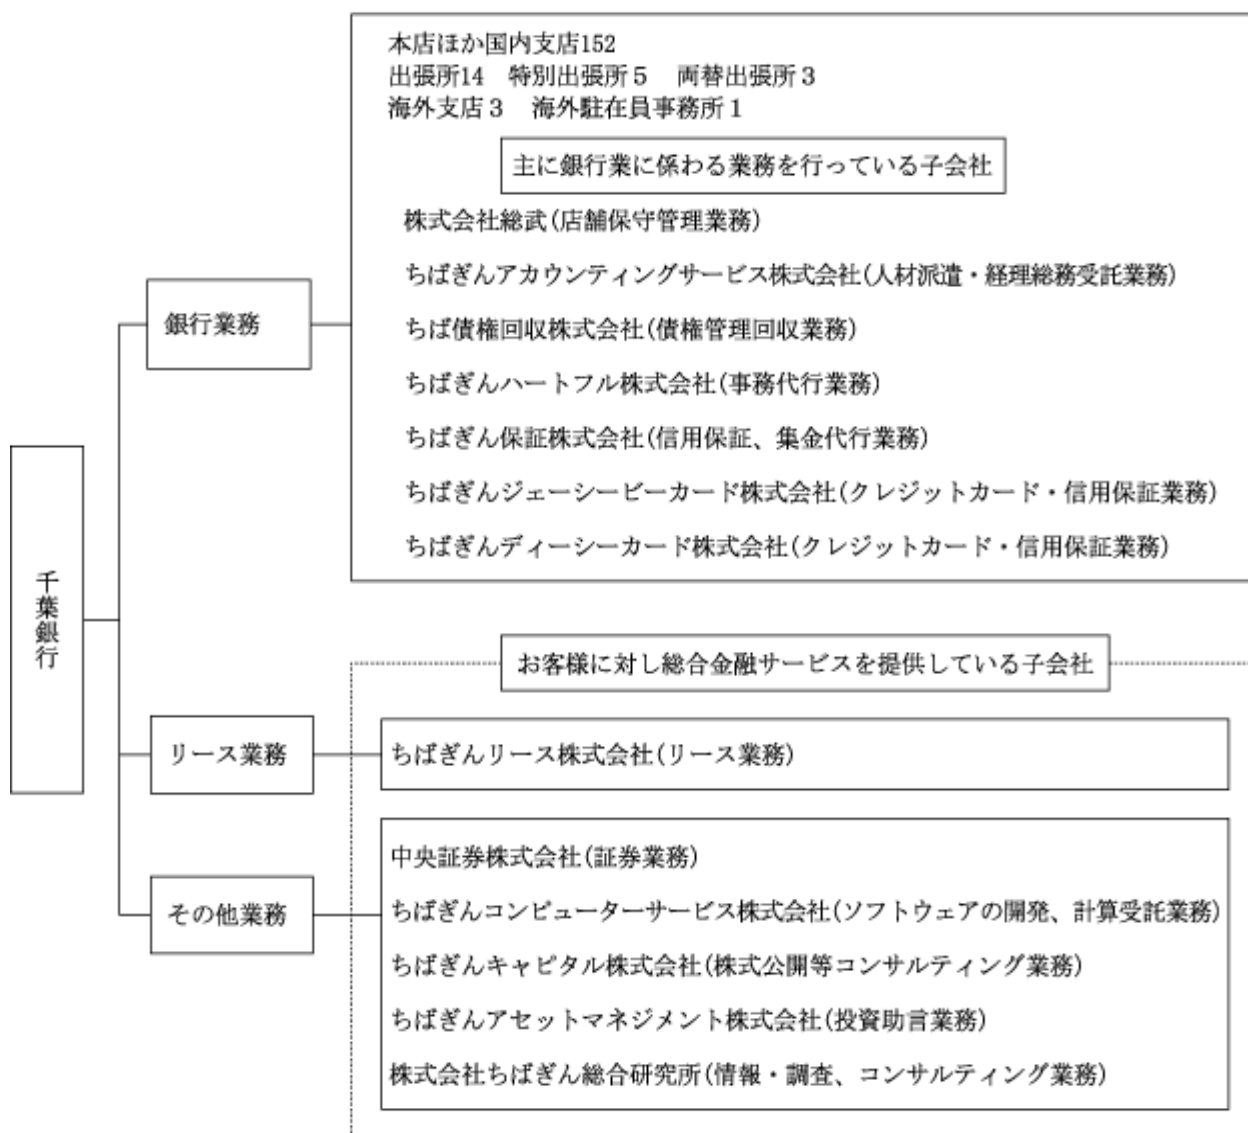 本店ほか国内支店152
出張所14 特別出張所5 両替出張所3
海外支店3 海外駐在員事務所1
主に銀行業に係わる業務を行っている子会社
株式会社総武(店舗保守管理業務)
ちばぎんアカウンティングサービス株式会社(人材派遣・経理総務受託業務)
銀行業務
ちば債権回収株式会社(債権管理回収業務)
ちばぎんハートフル株式会社(事務代行業務)
ちばぎん保証株式会社(信用保証、集金代行業務)
ちばぎんジェーシービーカード株式会社(クレジットカード・信用保証業務)
ちばぎんディーシーカード株式会社(クレジットカード・信用保証業務)
千葉銀行
お客様に対し総合金融サービスを提供している子会社
リース業務
ちばぎんリース株式会社(リース業務)
その他業務
中央証券株式会社(証券業務)
ちばぎんコンピューターサービス株式会社(ソフトウェアの開発、計算受託業務)
ちばぎんキャピタル株式会社(株式公開等コンサルティング業務)
ちばぎんアセットマネジメント株式会社(投資助言業務)
株式会社ちばぎん総合研究所(情報・調査、コンサルティング業務)